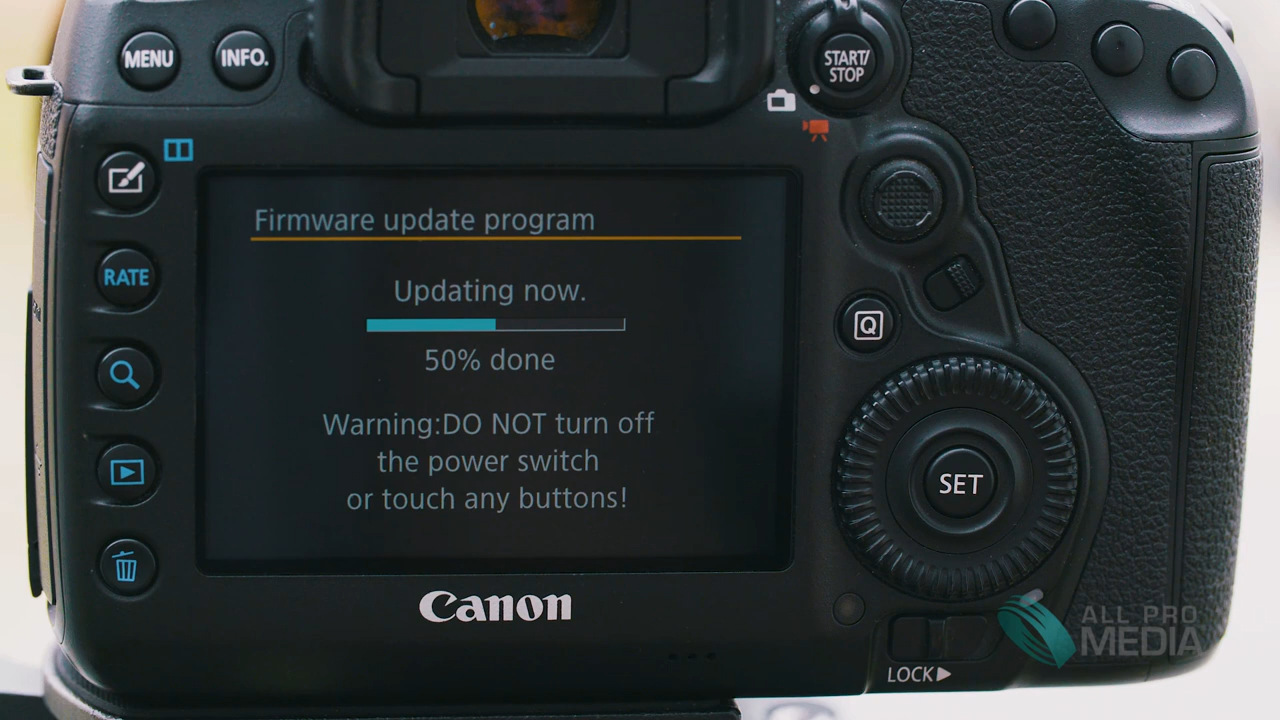 MENU
INFO.
START/
STOP
RATE
Firmware update program
Updating now.
50% done
Warning:DO NOT turn off
the power switch
or touch any buttons!
Q
SET
Canon
LOCK▶
ALL PRO
MEDIA